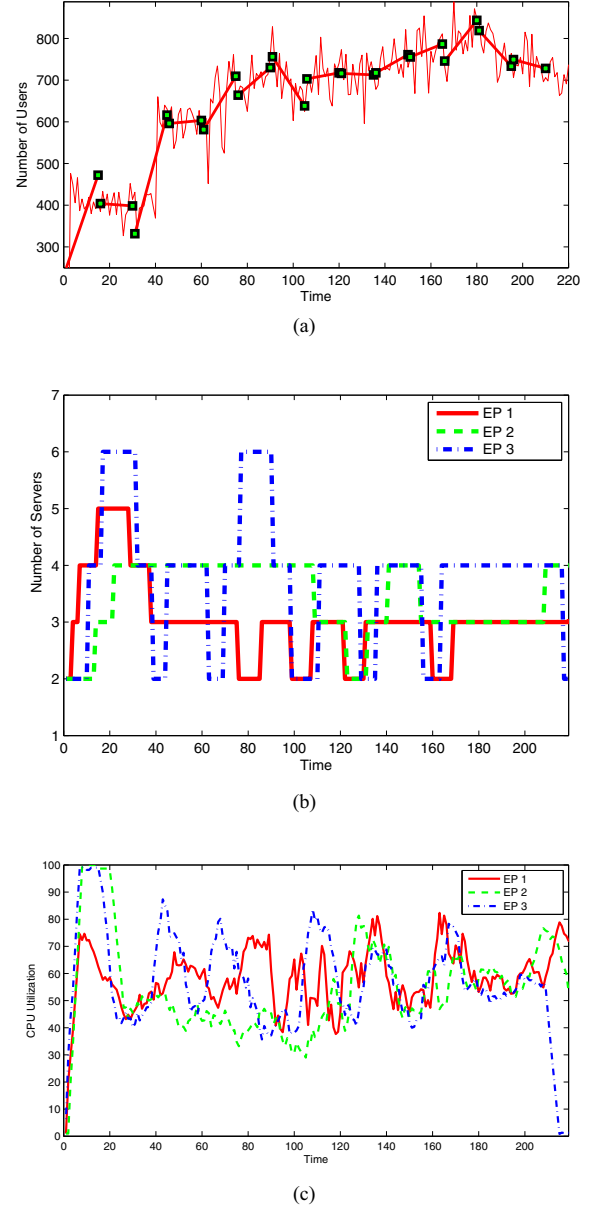 800
700
600
500
400
300
Number of Users
0 20 40 60 80 100 120 140 160 180 200 220
Time
(a)
7
6
5
4
3
2
1
Number of Servers
EP 1
EP 2
EP 3
0 20 40 60 80 100 120 140 160 180 200
Time
(b)
100
90
80
70
60
50
40
30
20
10
0
CPU Utilization
EP 1
EP 2
EP 3
0 20 40 60 80 100 120 140 160 180 200
Time
(c)